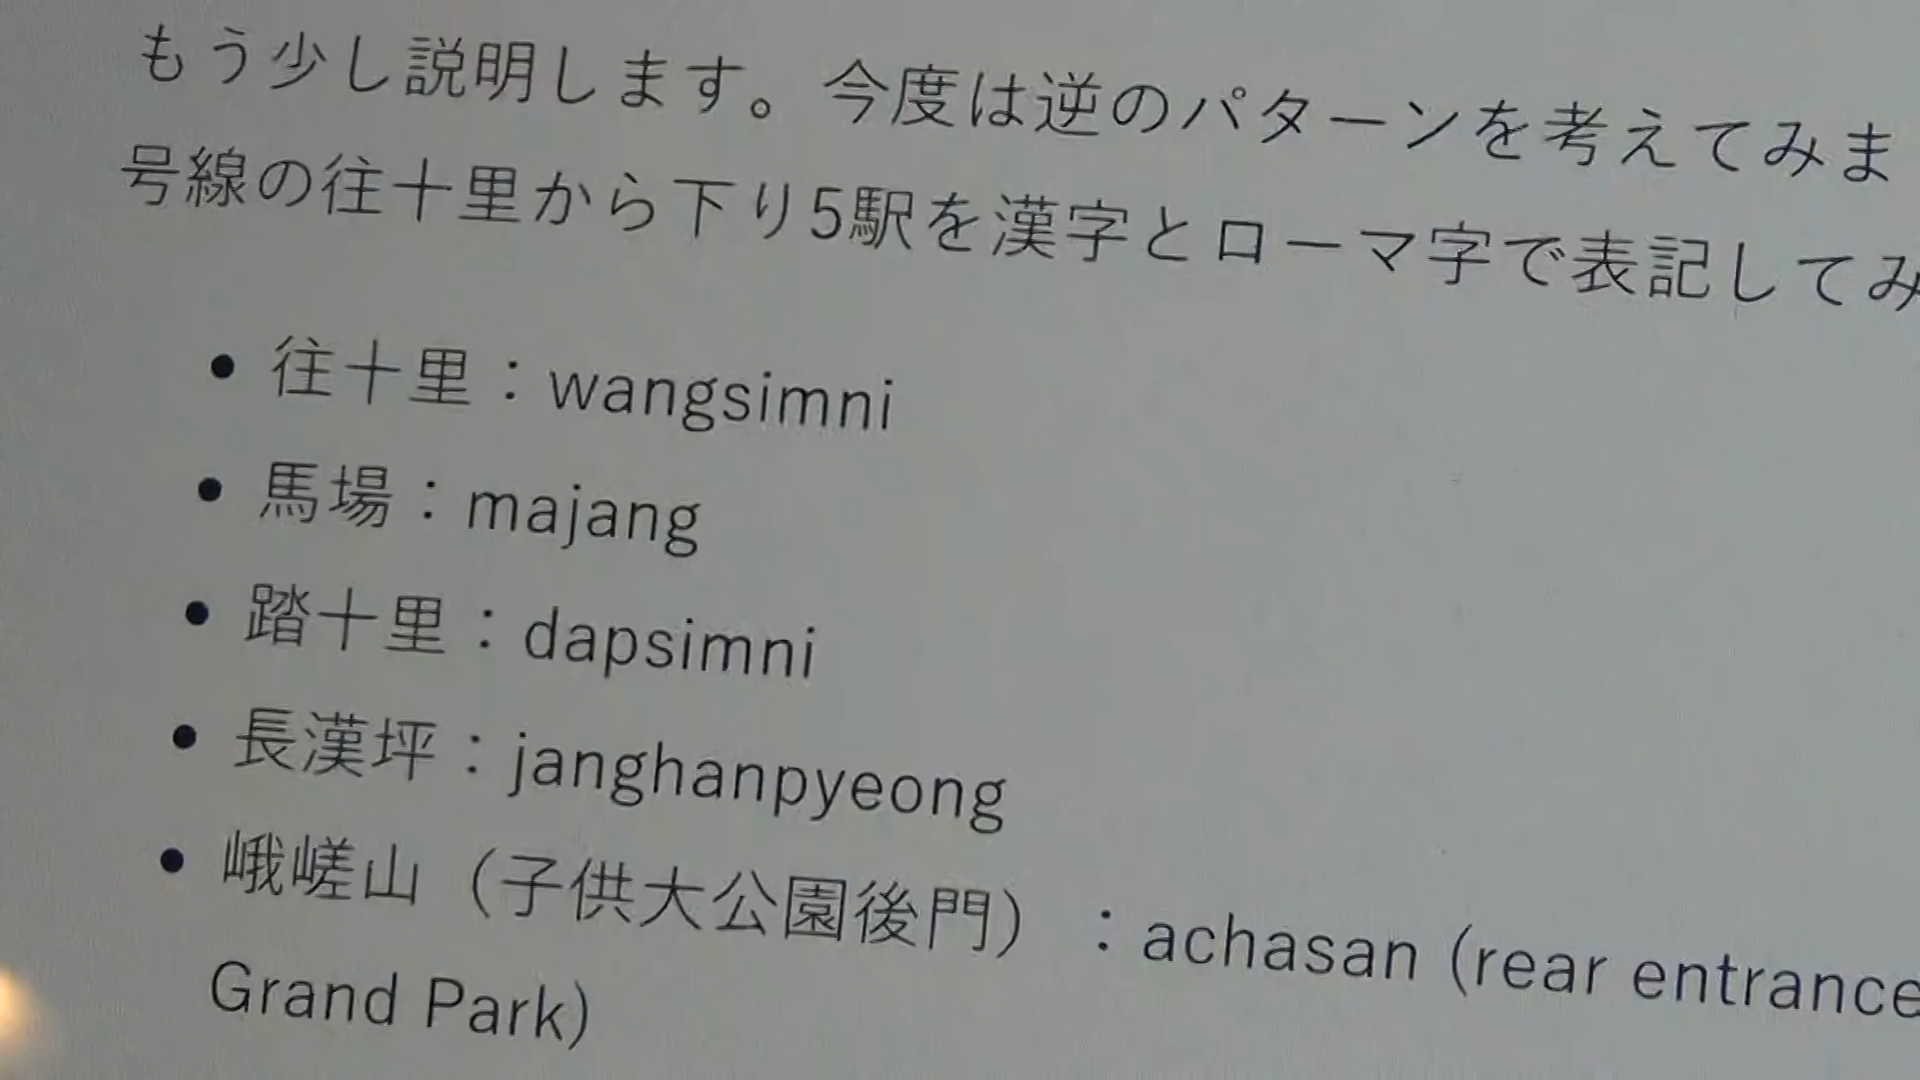 もう少し説明します。今度は逆のパターンを考えてみま
号線の往十里から下り5駅を漢字とローマ字で表記してみ
• 往十里：wangsimni
• 馬場：majang
• 踏十里：dapsimni
• 長漢坪：janghanpyeong
• 峨嵯山（子供大公園後門）：achasan (rear entrance
Grand Park)